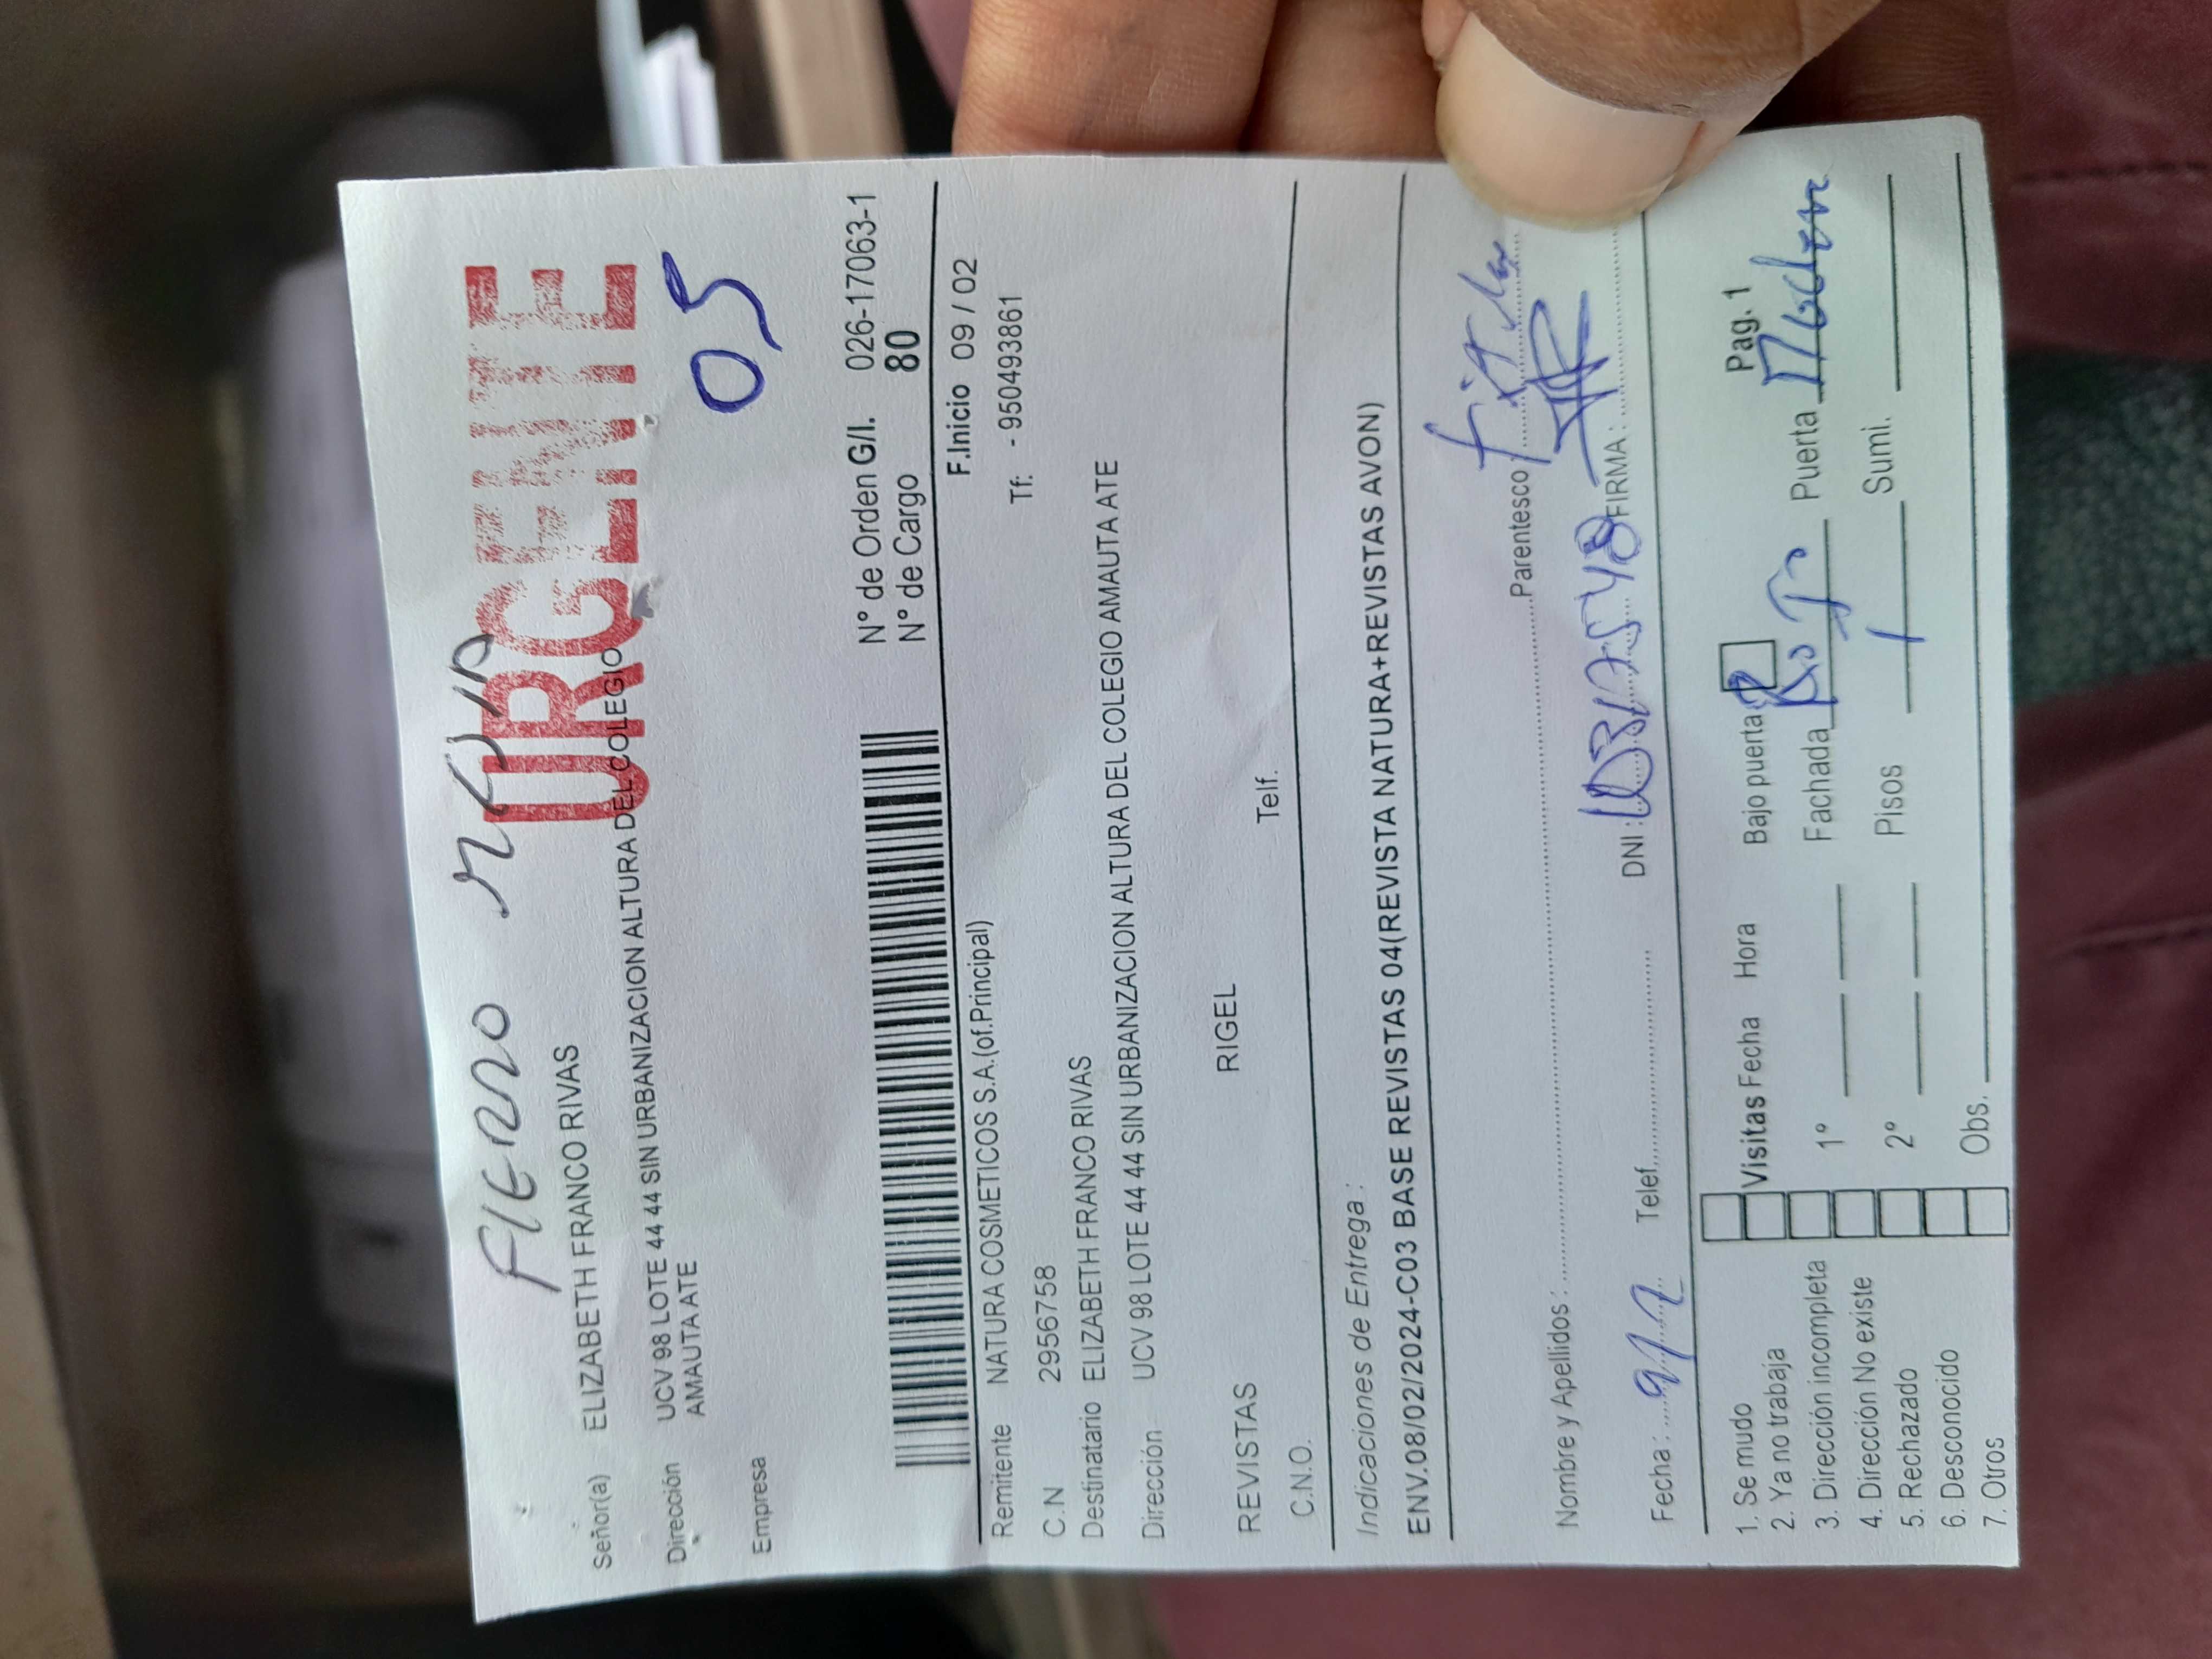 URGENTE
Señor(a) ELIZABETH FRANCO RIVAS
Dirección UCV 98 LOTE 44 44 SIN URBANIZACION ALTURA DEL COLEGIO
AMAUTA ATE
05
Empresa
N° de Orden G/I. 026-17063-1
N° de Cargo 80
F.Inicio 09 / 02
Remitente NATURA COSMETICOS S.A.(of.Principal)
Tf: - 950493861
C.N 2956758
Destinatario ELIZABETH FRANCO RIVAS
Dirección UCV 98 LOTE 44 44 SIN URBANIZACION ALTURA DEL COLEGIO AMAUTA ATE
REVISTAS RIGEL
C.N.O. Telf.
Indicaciones de Entrega :
ENV.08/02/2024-C03 BASE REVISTAS 04(REVISTA NATURA+REVISTAS AVON)
Nombre y Apellidos : Parentesco
Fecha : Telef. DNI : FIRMA :
Pag. 1
1. Se mudo Visitas Fecha Hora Bajo puerta
2. Ya no trabaja
3. Dirección incompleta 1° Fachada Puerta
4. Dirección No existe
5. Rechazado 2° Pisos 1 Sumi.
6. Desconocido
7. Otros Obs.